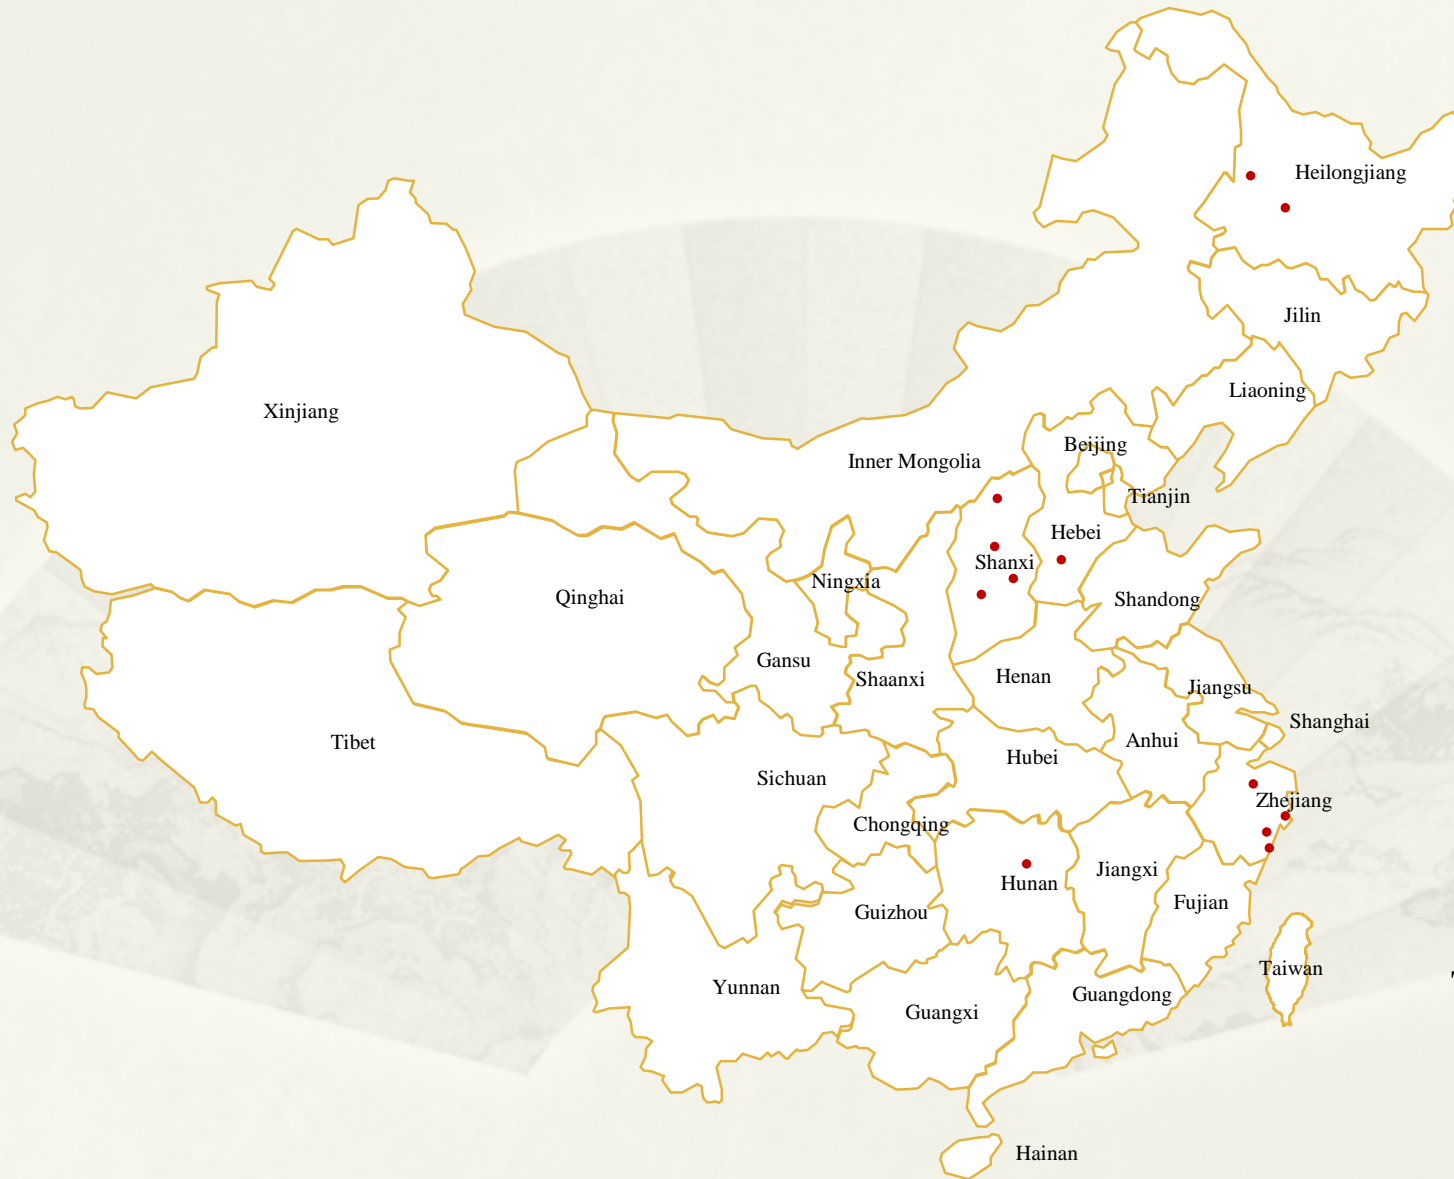 Heilongjiang
Jilin
Liaoning
Xinjiang
Beijing
Inner Mongolia
Tianjin
Hebei
Shanxi
Ningxia
Qinghai
Shandong
Gansu
Shaanxi
Henan
Jiangsu
Shanghai
Tibet
Anhui
Hubei
Sichuan
Zhejiang
Chongqing
Jiangxi
Hunan
Fujian
Guizhou
Taiwan
Yunnan
Guangdong
Guangxi
Hainan